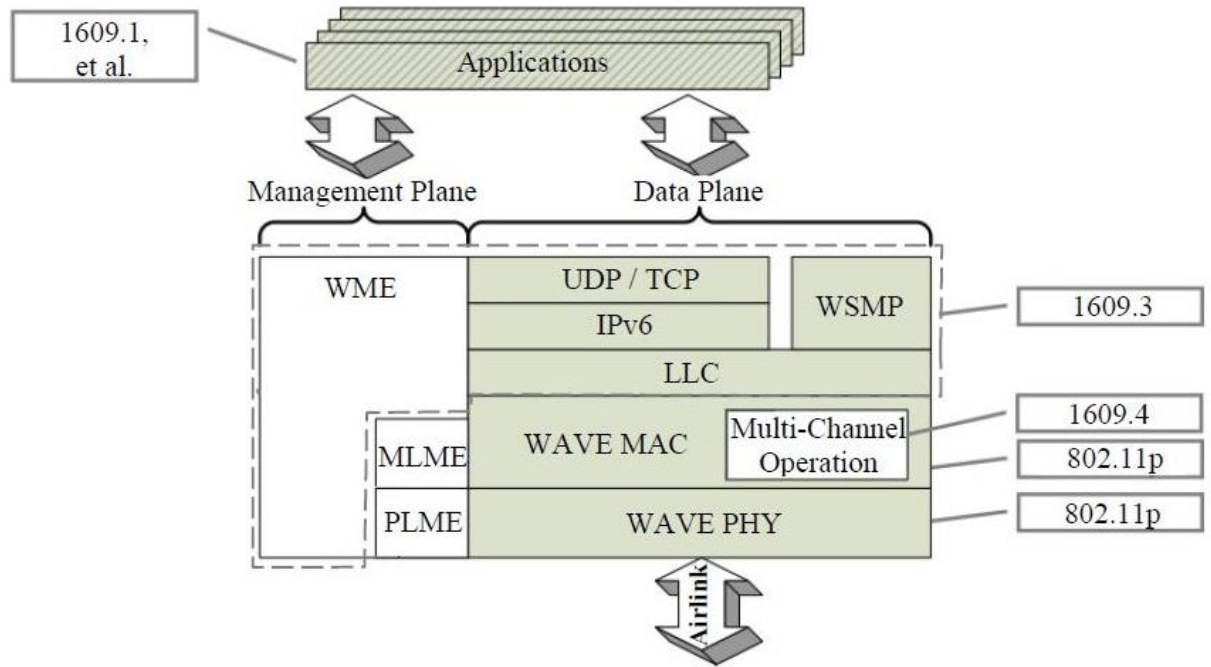 1609.1,
et al.
Applications
Management Plane
Data Plane
WME
UDP / TCP
IPv6
WSMP
1609.3
LLC
MLME
WAVE MAC
Multi-Channel
Operation
1609.4
802.11p
PLME
WAVE PHY
802.11p
Airlink